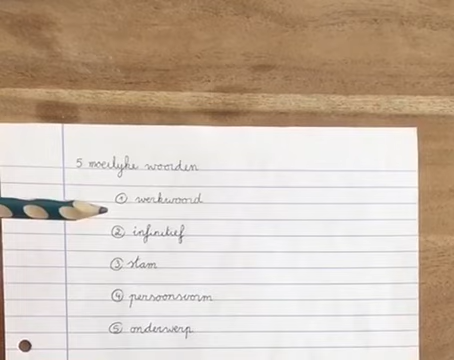 5 moeilijke woorden
① werkwoord
② infinitief
③ stam
④ persoonsvorm
⑤ onderwerp